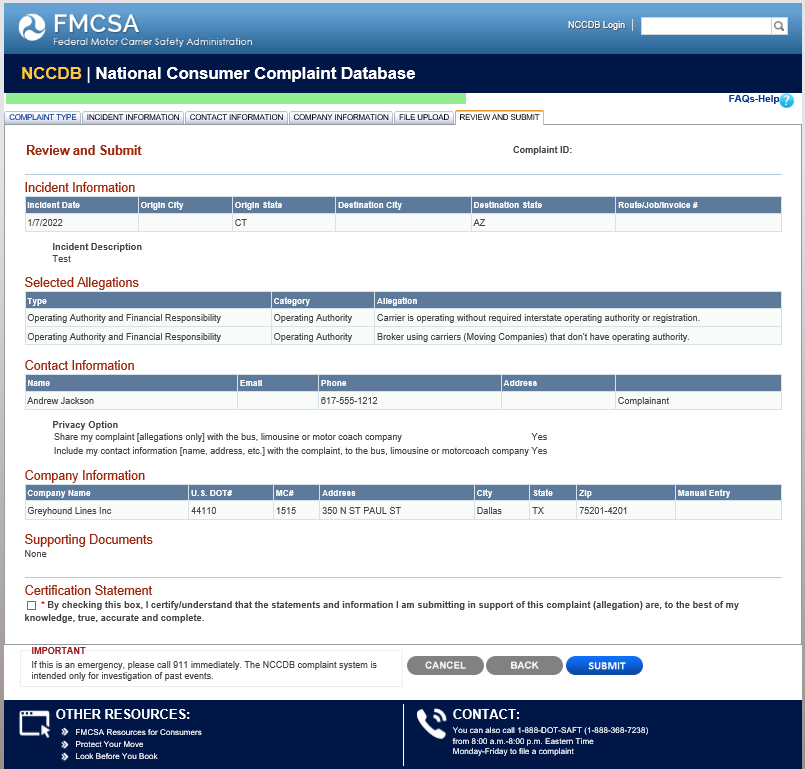 FMCSA
Federal Motor Carrier Safety Administration
NCCDB Login |
NCCDB | National Consumer Complaint Database
FAQs-Help ?
COMPLAINT TYPE INCIDENT INFORMATION CONTACT INFORMATION COMPANY INFORMATION FILE UPLOAD REVIEW AND SUBMIT
Review and Submit Complaint ID:
Incident Information
Incident Date Origin City Origin State Destination City Destination State Route/Job/Invoice #
1/7/2022 CT AZ
Incident Description
Test
Selected Allegations
Type Category Allegation
Operating Authority and Financial Responsibility Operating Authority Carrier is operating without required interstate operating authority or registration.
Operating Authority and Financial Responsibility Operating Authority Broker using carriers (Moving Companies) that don't have operating authority.
Contact Information
Name Email Phone Address
Andrew Jackson 617-555-1212 Complainant
Privacy Option
Share my complaint [allegations only] with the bus, limousine or motor coach company Yes
Include my contact information [name, address, etc.] with the complaint, to the bus, limousine or motorcoach company Yes
Company Information
Company Name U.S. DOT# MC# Address City State Zip Manual Entry
Greyhound Lines Inc 44110 1515 350 N ST PAUL ST Dallas TX 75201-4201
Supporting Documents
None
Certification Statement
* By checking this box, I certify/understand that the statements and information I am submitting in support of this complaint (allegation) are, to the best of my
knowledge, true, accurate and complete.
IMPORTANT
If this is an emergency, please call 911 immediately. The NCCDB complaint system is
intended only for investigation of past events.
CANCEL BACK SUBMIT
OTHER RESOURCES:
FMCSA Resources for Consumers
Protect Your Move
Look Before You Book
CONTACT:
You can also call 1-888-DOT-SAFT (1-888-368-7238)
from 8:00 a.m.-8:00 p.m. Eastern Time
Monday-Friday to file a complaint